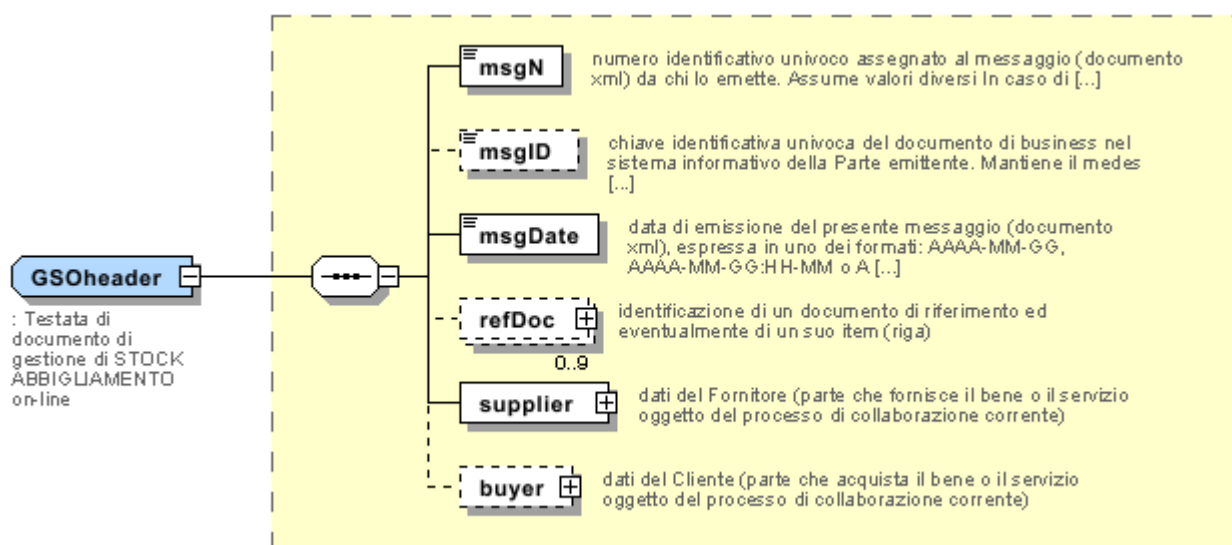 msgN
numero identificativo univoco assegnato al messaggio (documento
xml) da chi lo emette. Assume valori diversi In caso di [...]
msgID
chiave identificativa univoca del documento di business nel
sistema informativo della Parte emittente. Mantiene il medes
[...]
msgDate
data di emissione del presente messaggio (documento
xml), espressa in uno dei formati: AAAA-MM-GG,
AAAA-MM-GG:HH-MM o A [...]
GSOheader
: Testata di
documento di
gestione di STOCK
ABBIGLIAMENTO
on-line
refDoc
identificazione di un documento di riferimento ed
eventualmente di un suo item (riga)
0..9
supplier
dati del Fornitore (parte che fornisce il bene o il servizio
oggetto del processo di collaborazione corrente)
buyer
dati del Cliente (parte che acquista il bene o il servizio
oggetto del processo di collaborazione corrente)